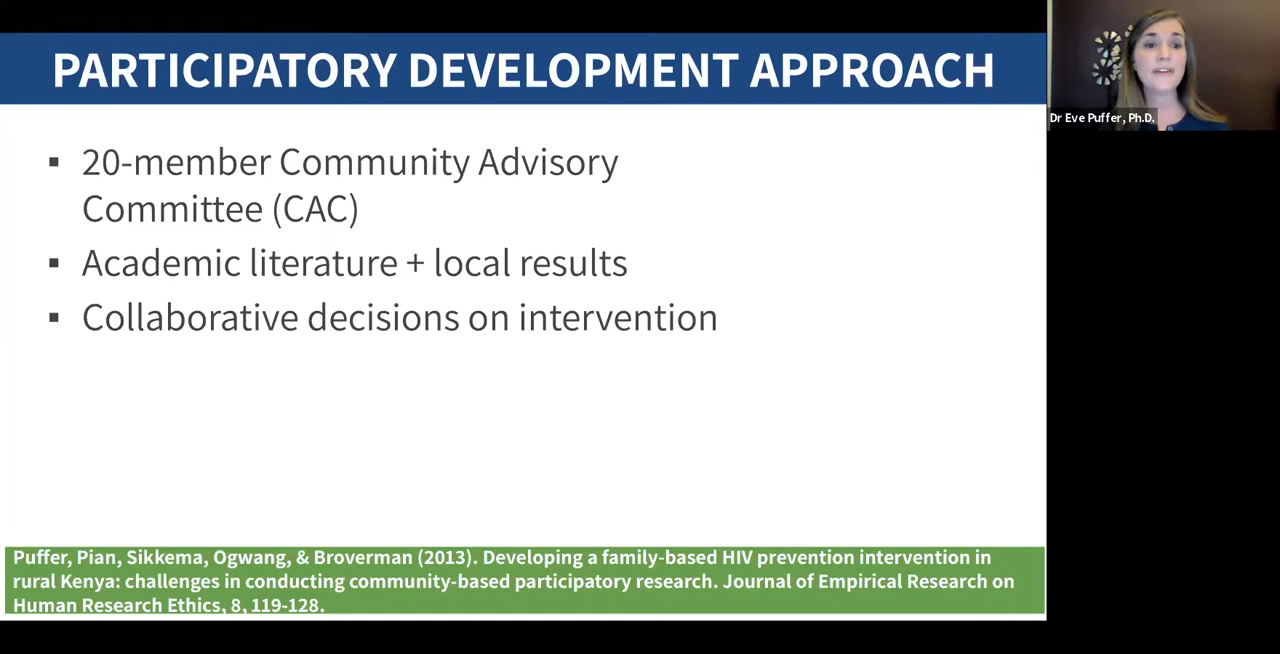 PARTICIPATORY DEVELOPMENT APPROACH
Dr Eve Puffer, Ph.D.
▪ 20-member Community Advisory
Committee (CAC)
▪ Academic literature + local results
▪ Collaborative decisions on intervention
Puffer, Pian, Sikkema, Ogwang, & Broverman (2013). Developing a family-based HIV prevention intervention in
rural Kenya: challenges in conducting community-based participatory research. Journal of Empirical Research on
Human Research Ethics, 8, 119-128.